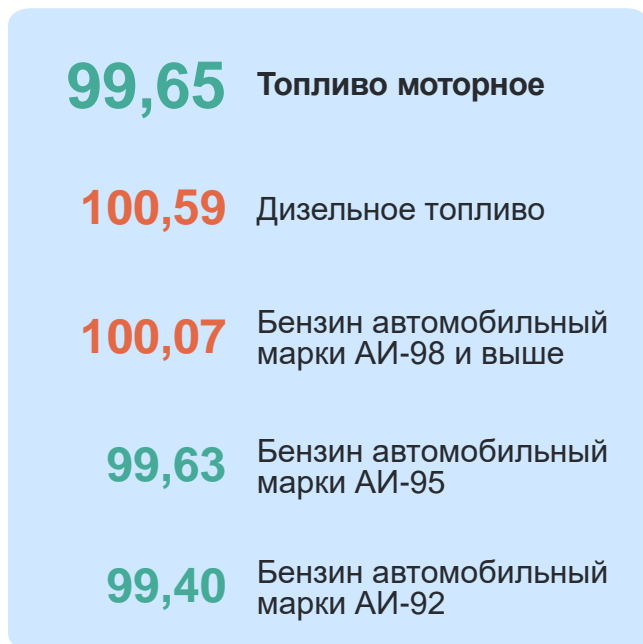 99,65 Топливо моторное
100,59 Дизельное топливо
100,07 Бензин автомобильный
марки АИ-98 и выше
99,63 Бензин автомобильный
марки АИ-95
99,40 Бензин автомобильный
марки АИ-92